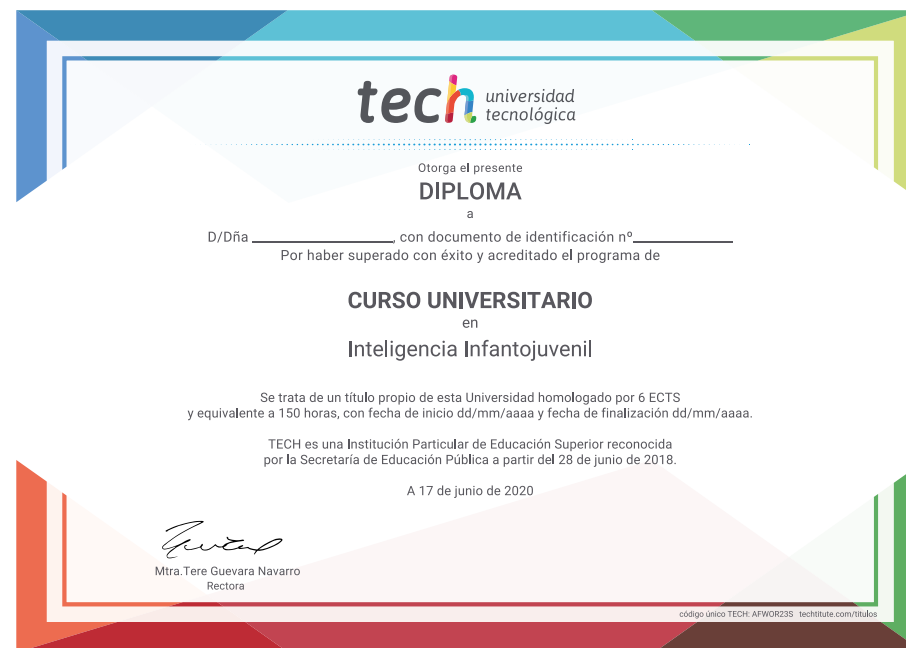 tech universidad
tecnológica
Otorga el presente
DIPLOMA
a
D/Dña ____________________, con documento de identificación nº______________
Por haber superado con éxito y acreditado el programa de
CURSO UNIVERSITARIO
en
Inteligencia Infantojuvenil
Se trata de un título propio de esta Universidad homologado por 6 ECTS
y equivalente a 150 horas, con fecha de inicio dd/mm/aaaa y fecha de finalización dd/mm/aaaa.
TECH es una Institución Particular de Educación Superior reconocida
por la Secretaría de Educación Pública a partir del 28 de junio de 2018.
A 17 de junio de 2020
Mtra.Tere Guevara Navarro
Rectora
código único TECH: AFWOR23S techtitute.com/titulos